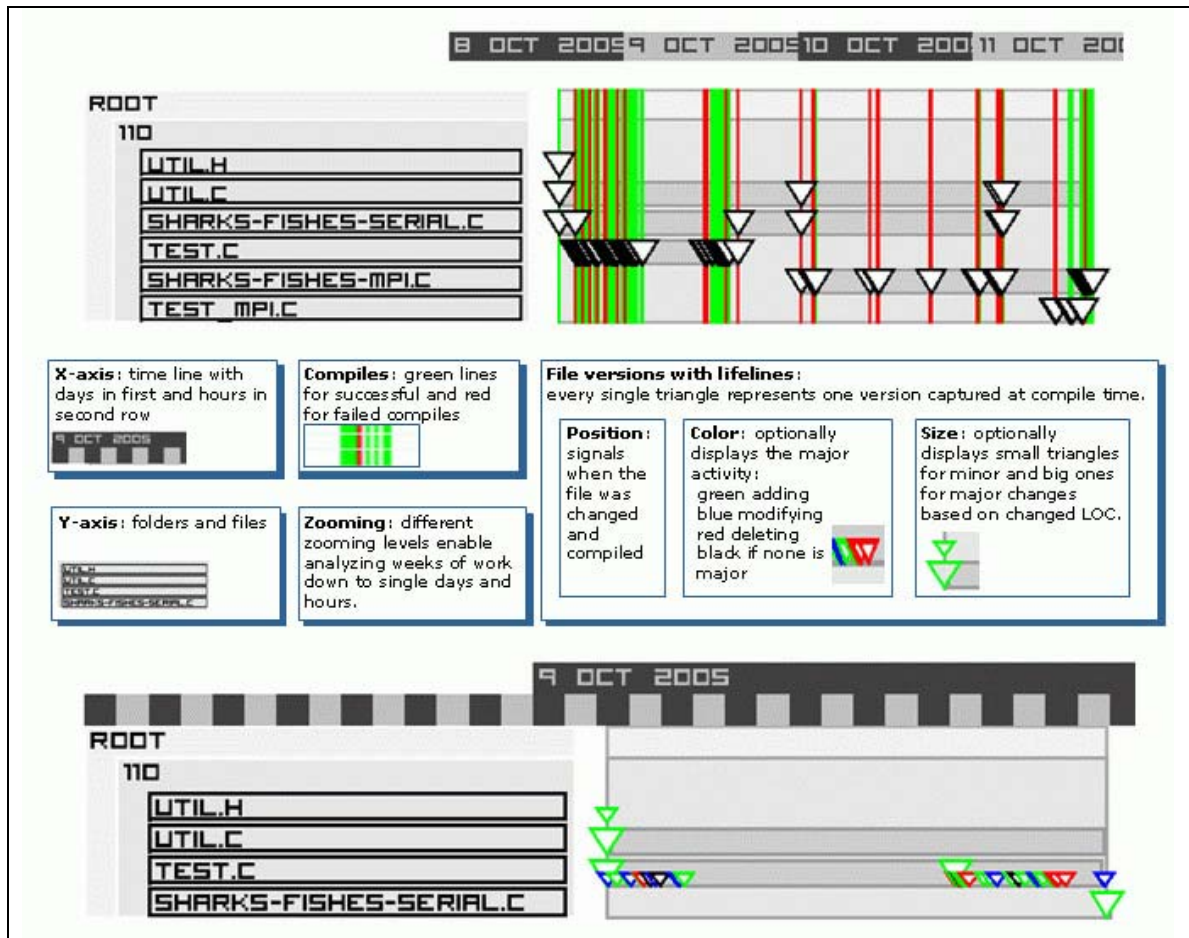 8 OCT 2005 9 OCT 2005 10 OCT 200 11 OCT 200
ROOT
110
UTIL.H
UTIL.C
SHARKS-FISHES-SERIAL.C
TEST.C
SHARKS-FISHES-MPI.C
TEST_MPI.C
X-axis: time line with
days in first and hours in
second row
9 OCT 2005
Compiles: green lines
for successful and red
for failed compiles
File versions with lifelines:
every single triangle represents one version captured at compile time.
Position:
signals
when the
file was
changed
and
compiled
Color: optionally
displays the major
activity:
green adding
blue modifying
red deleting
black if none is
major
Size: optionally
displays small triangles
for minor and big ones
for major changes
based on changed LOC.
Y-axis: folders and files
UTIL.H
UTIL.C
TEST.C
SHARKS-FISHES-SERIAL.C
Zooming: different
zooming levels enable
analyzing weeks of work
down to single days and
hours.
9 OCT 2005
ROOT
110
UTIL.H
UTIL.C
TEST.C
SHARKS-FISHES-SERIAL.C